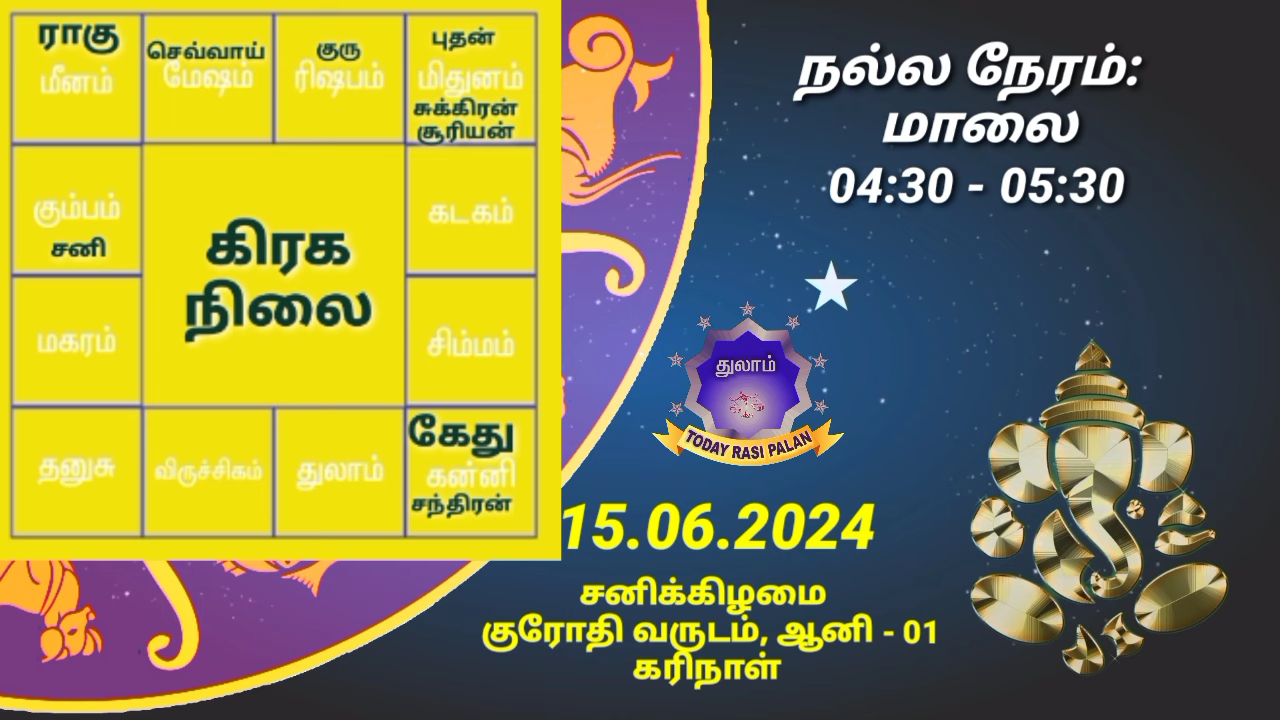 ராகு
மீனம்
செவ்வாய்
மேஷம்
குரு
ரிஷபம்
புதன்
மிதுனம்
சுக்கிரன்
சூரியன்
கும்பம்
சனி
கிரக
நிலை
கடகம்
மகரம்
சிம்மம்
தனுசு
விருச்சிகம்
துலாம்
கேது
கன்னி
சந்திரன்
நல்ல நேரம்:
மாலை
04:30 - 05:30
துலாம்
TODAY RASI PALAN
15.06.2024
சனிக்கிழமை
குரோதி வருடம், ஆனி - 01
கரிநாள்